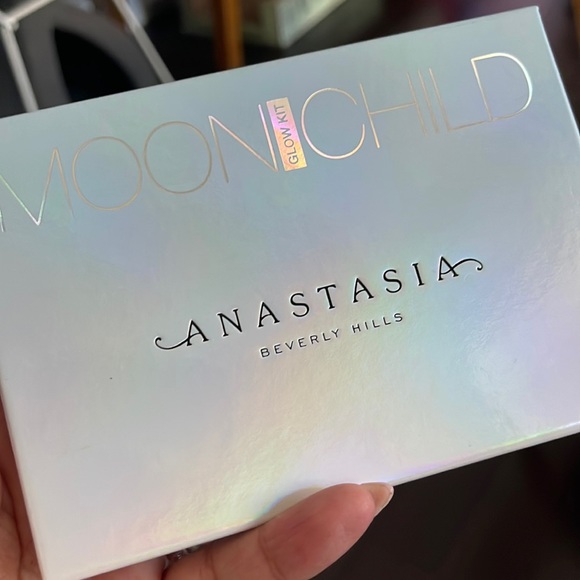 MOONCHILD
GLOW KIT
ANASTASIA
BEVERLY HILLS